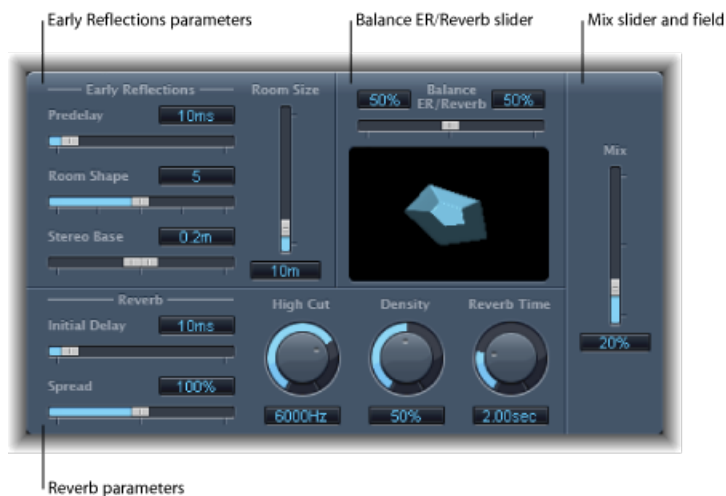 Early Reflections parameters
Balance ER/Reverb slider
Mix slider and field
Early Reflections
Room Size
Predelay
10ms
Room Shape
5
Stereo Base
0.2m
10m
50%
Balance
ER/Reverb
50%
Mix
20%
Reverb
Initial Delay
10ms
Spread
100%
High Cut
6000Hz
Density
50%
Reverb Time
2.00sec
Reverb parameters